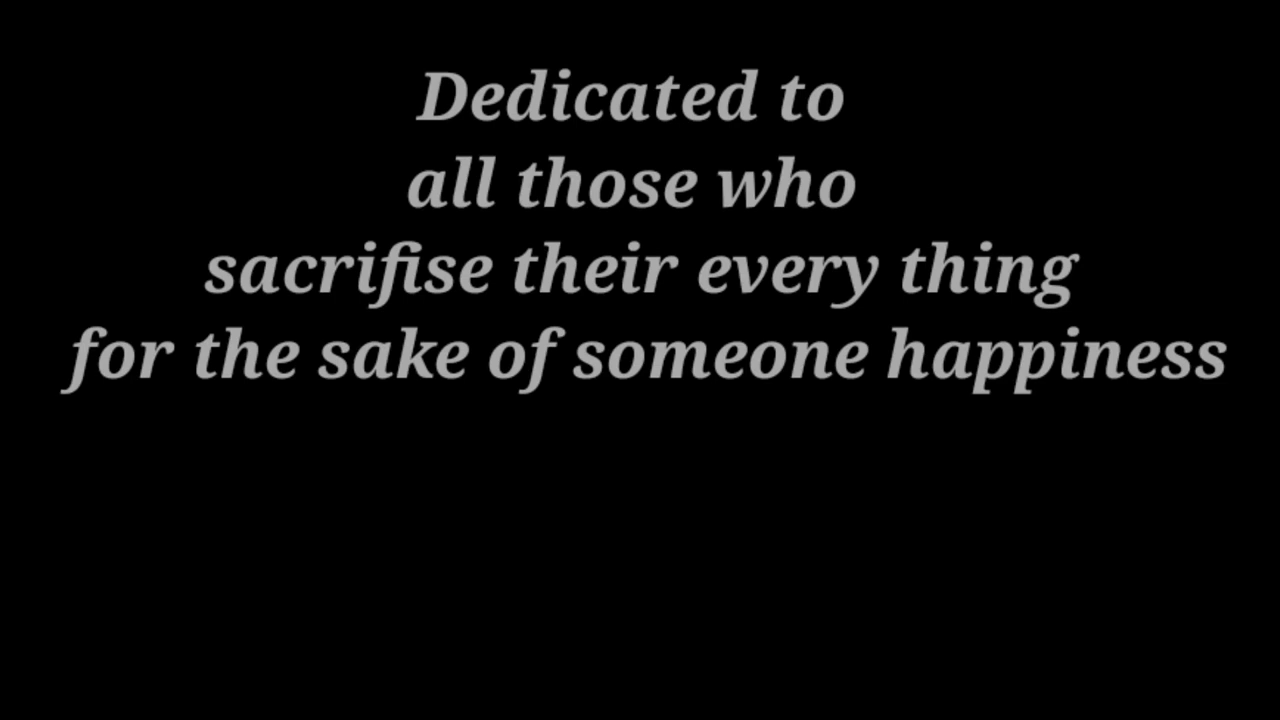 Dedicated to
all those who
sacrifise their every thing
for the sake of someone happiness